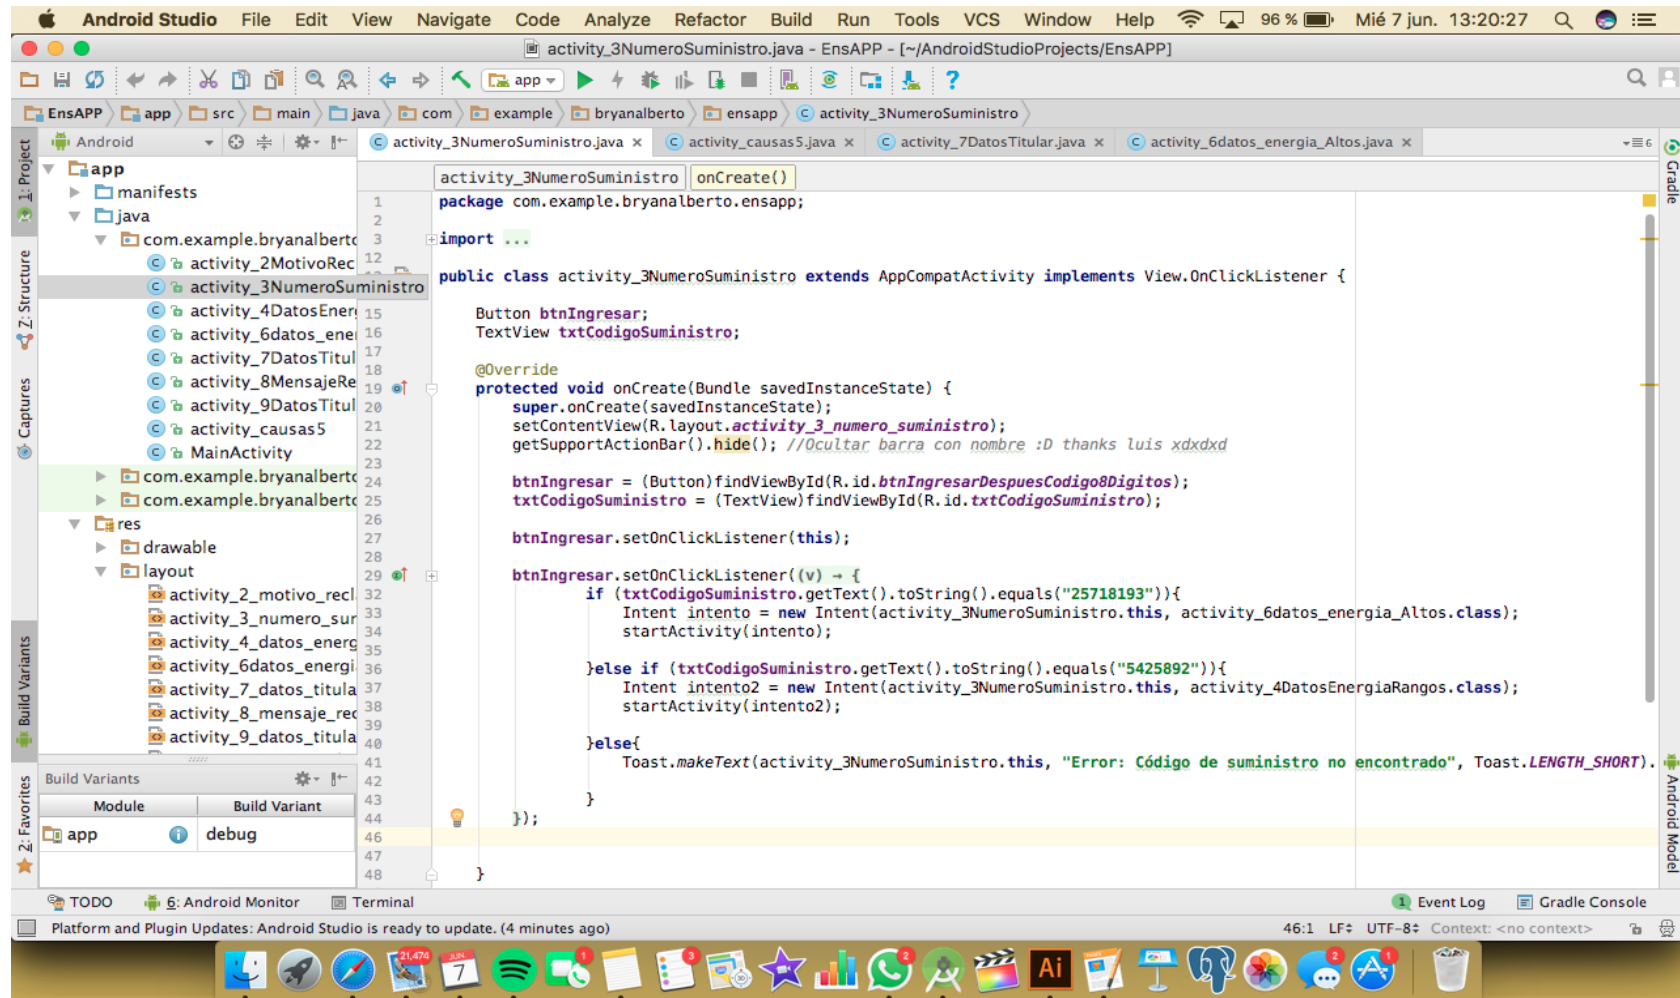 Android Studio File Edit View Navigate Code Analyze Refactor Build Run Tools VCS Window Help 96 % Mié 7 jun. 13:20:27
activity_3NumeroSuministro.java - EnsAPP - [~/AndroidStudioProjects/EnsAPP]
app
EnsAPP app src main java com example bryanalberto ensapp activity_3NumeroSuministro
Android
activity_3NumeroSuministro.java activity_causas5.java activity_7DatosTitular.java activity_6datos_energia_Altos.java 6
activity_3NumeroSuministro onCreate()
1: Project
Z: Structure
Captures
Build Variants
2: Favorites
app
manifests
java
com.example.bryanalberto
activity_2MotivoRec
activity_3NumeroSuministro
activity_4DatosEner
activity_6datos_ene
activity_7DatosTitul
activity_8MensajeRe
activity_9DatosTitul
activity_causas5
MainActivity
com.example.bryanalberto
com.example.bryanalberto
res
drawable
layout
activity_2_motivo_recl
activity_3_numero_sur
activity_4_datos_energ
activity_6datos_energi
activity_7_datos_titula
activity_8_mensaje_rec
activity_9_datos_titula
Build Variants
Module Build Variant
app debug
1 package com.example.bryanalberto.ensapp;
2
3 import ...
12
public class activity_3NumeroSuministro extends AppCompatActivity implements View.OnClickListener {
15 Button btnIngresar;
16 TextView txtCodigoSuministro;
17
18 @Override
19 protected void onCreate(Bundle savedInstanceState) {
20 super.onCreate(savedInstanceState);
21 setContentView(R.layout.activity_3_numero_suministro);
22 getSupportActionBar().hide(); //Ocultar barra con nombre :D thanks luis xdxdxd
23
24 btnIngresar = (Button)findViewById(R.id.btnIngresarDespuesCodigo8Digitos);
25 txtCodigoSuministro = (TextView)findViewById(R.id.txtCodigoSuministro);
26
27 btnIngresar.setOnClickListener(this);
28
29 btnIngresar.setOnClickListener((v) → {
32 if (txtCodigoSuministro.getText().toString().equals("25718193")){
33 Intent intento = new Intent(activity_3NumeroSuministro.this, activity_6datos_energia_Altos.class);
34 startActivity(intento);
35
36 }else if (txtCodigoSuministro.getText().toString().equals("5425892")){
37 Intent intento2 = new Intent(activity_3NumeroSuministro.this, activity_4DatosEnergiaRangos.class);
38 startActivity(intento2);
39
40 }else{
41 Toast.makeText(activity_3NumeroSuministro.this, "Error: Código de suministro no encontrado", Toast.LENGTH_SHORT).
42
43 }
44 });
46
47
48 }
Gradle
Android Model
TODO 6: Android Monitor Terminal 1 Event Log Gradle Console
Platform and Plugin Updates: Android Studio is ready to update. (4 minutes ago) 46:1 LF UTF-8 Context: <no context>
21,474 JUN. 7 1 3 2 Ai 2 1